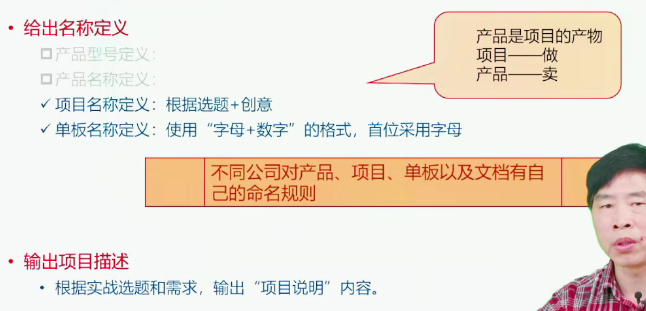 给出名称定义
产品型号定义：
产品名称定义：
项目名称定义：根据选题+创意
单板名称定义：使用“字母+数字”的格式，首位采用字母
产品是项目的产物
项目——做
产品——卖
不同公司对产品、项目、单板以及文档有自
己的命名规则
输出项目描述
根据实战选题和需求，输出“项目说明”内容。